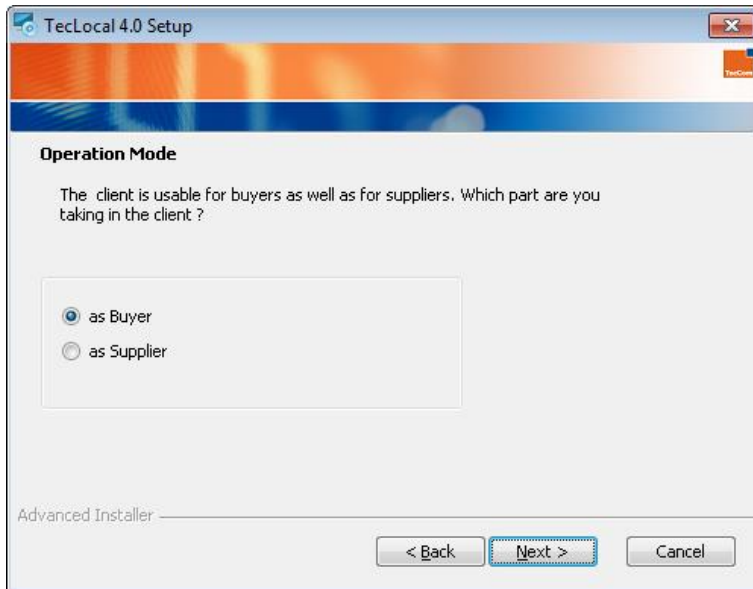 TecLocal 4.0 Setup
TecCom
Operation Mode
The client is usable for buyers as well as for suppliers. Which part are you
taking in the client ?
as Buyer
as Supplier
Advanced Installer
< Back
Next >
Cancel